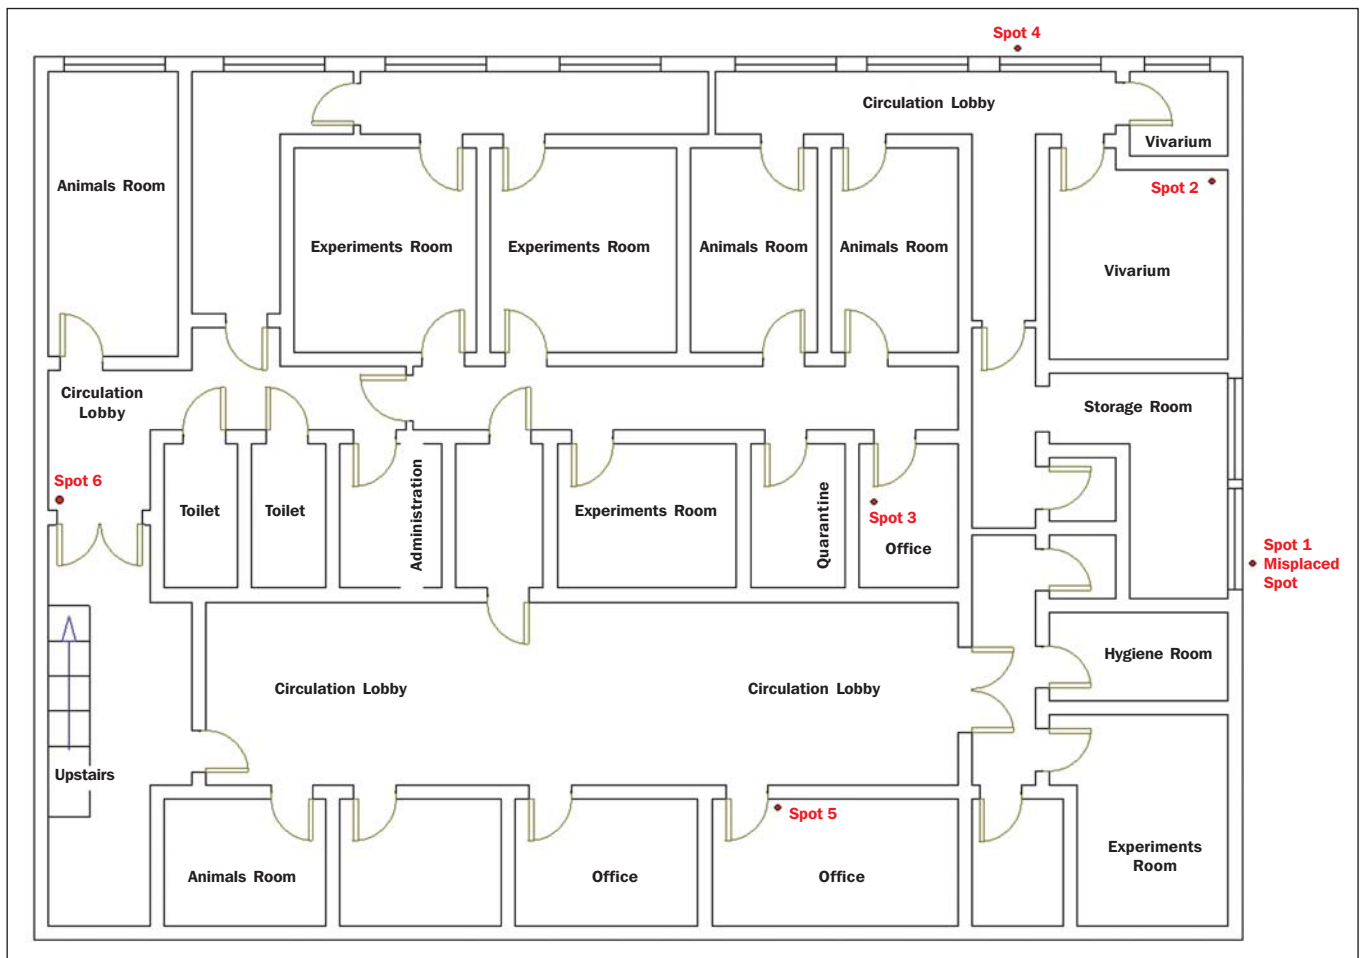 Spot 4
Circulation Lobby
Vivarium
Animals Room
Spot 2
Experiments Room
Experiments Room
Animals Room
Animals Room
Vivarium
Circulation
Lobby
Storage Room
Spot 6
Toilet
Toilet
Administration
Experiments Room
Quarantine
Spot 3
Office
Spot 1
Misplaced
Spot
Hygiene Room
Circulation Lobby
Circulation Lobby
Upstairs
Spot 5
Animals Room
Office
Office
Experiments
Room